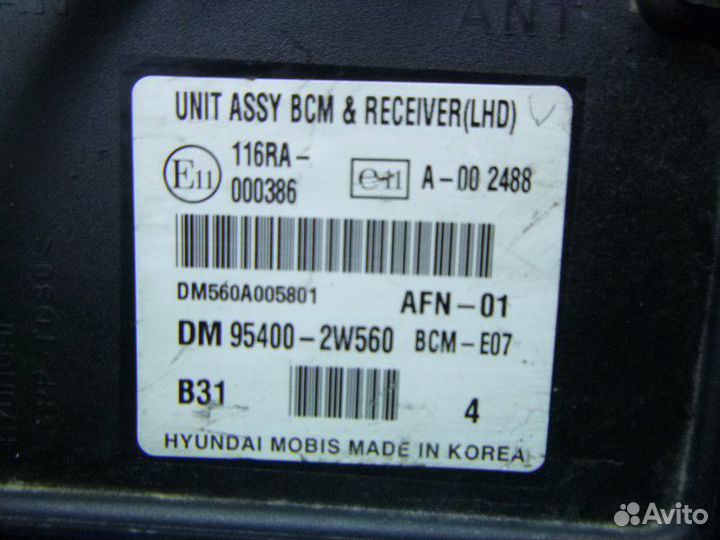 ANT
UNIT ASSY BCM & RECEIVER(LHD)
E11 116RA-
000386
e11 A-00 2488
DM560A005801 AFN-01
DM 95400-2W560 BCM-E07
B31 4
HYUNDAI MOBIS MADE IN KOREA
Avito